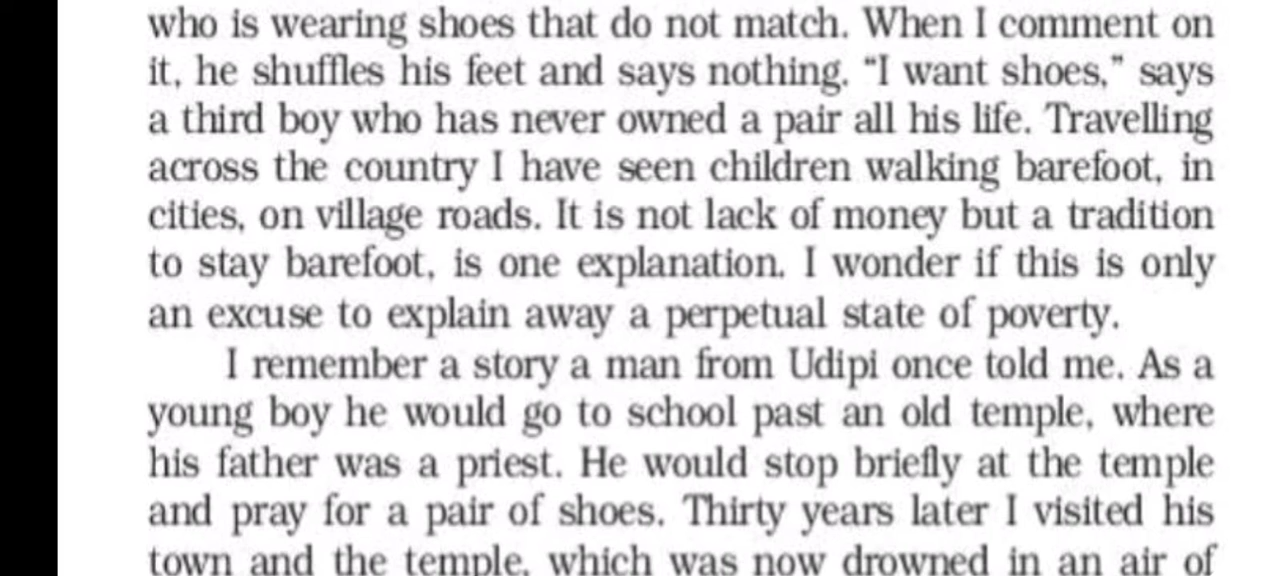 who is wearing shoes that do not match. When I comment on
it, he shuffles his feet and says nothing. “I want shoes,” says
a third boy who has never owned a pair all his life. Travelling
across the country I have seen children walking barefoot, in
cities, on village roads. It is not lack of money but a tradition
to stay barefoot, is one explanation. I wonder if this is only
an excuse to explain away a perpetual state of poverty.
I remember a story a man from Udipi once told me. As a
young boy he would go to school past an old temple, where
his father was a priest. He would stop briefly at the temple
and pray for a pair of shoes. Thirty years later I visited his
town and the temple, which was now drowned in an air of